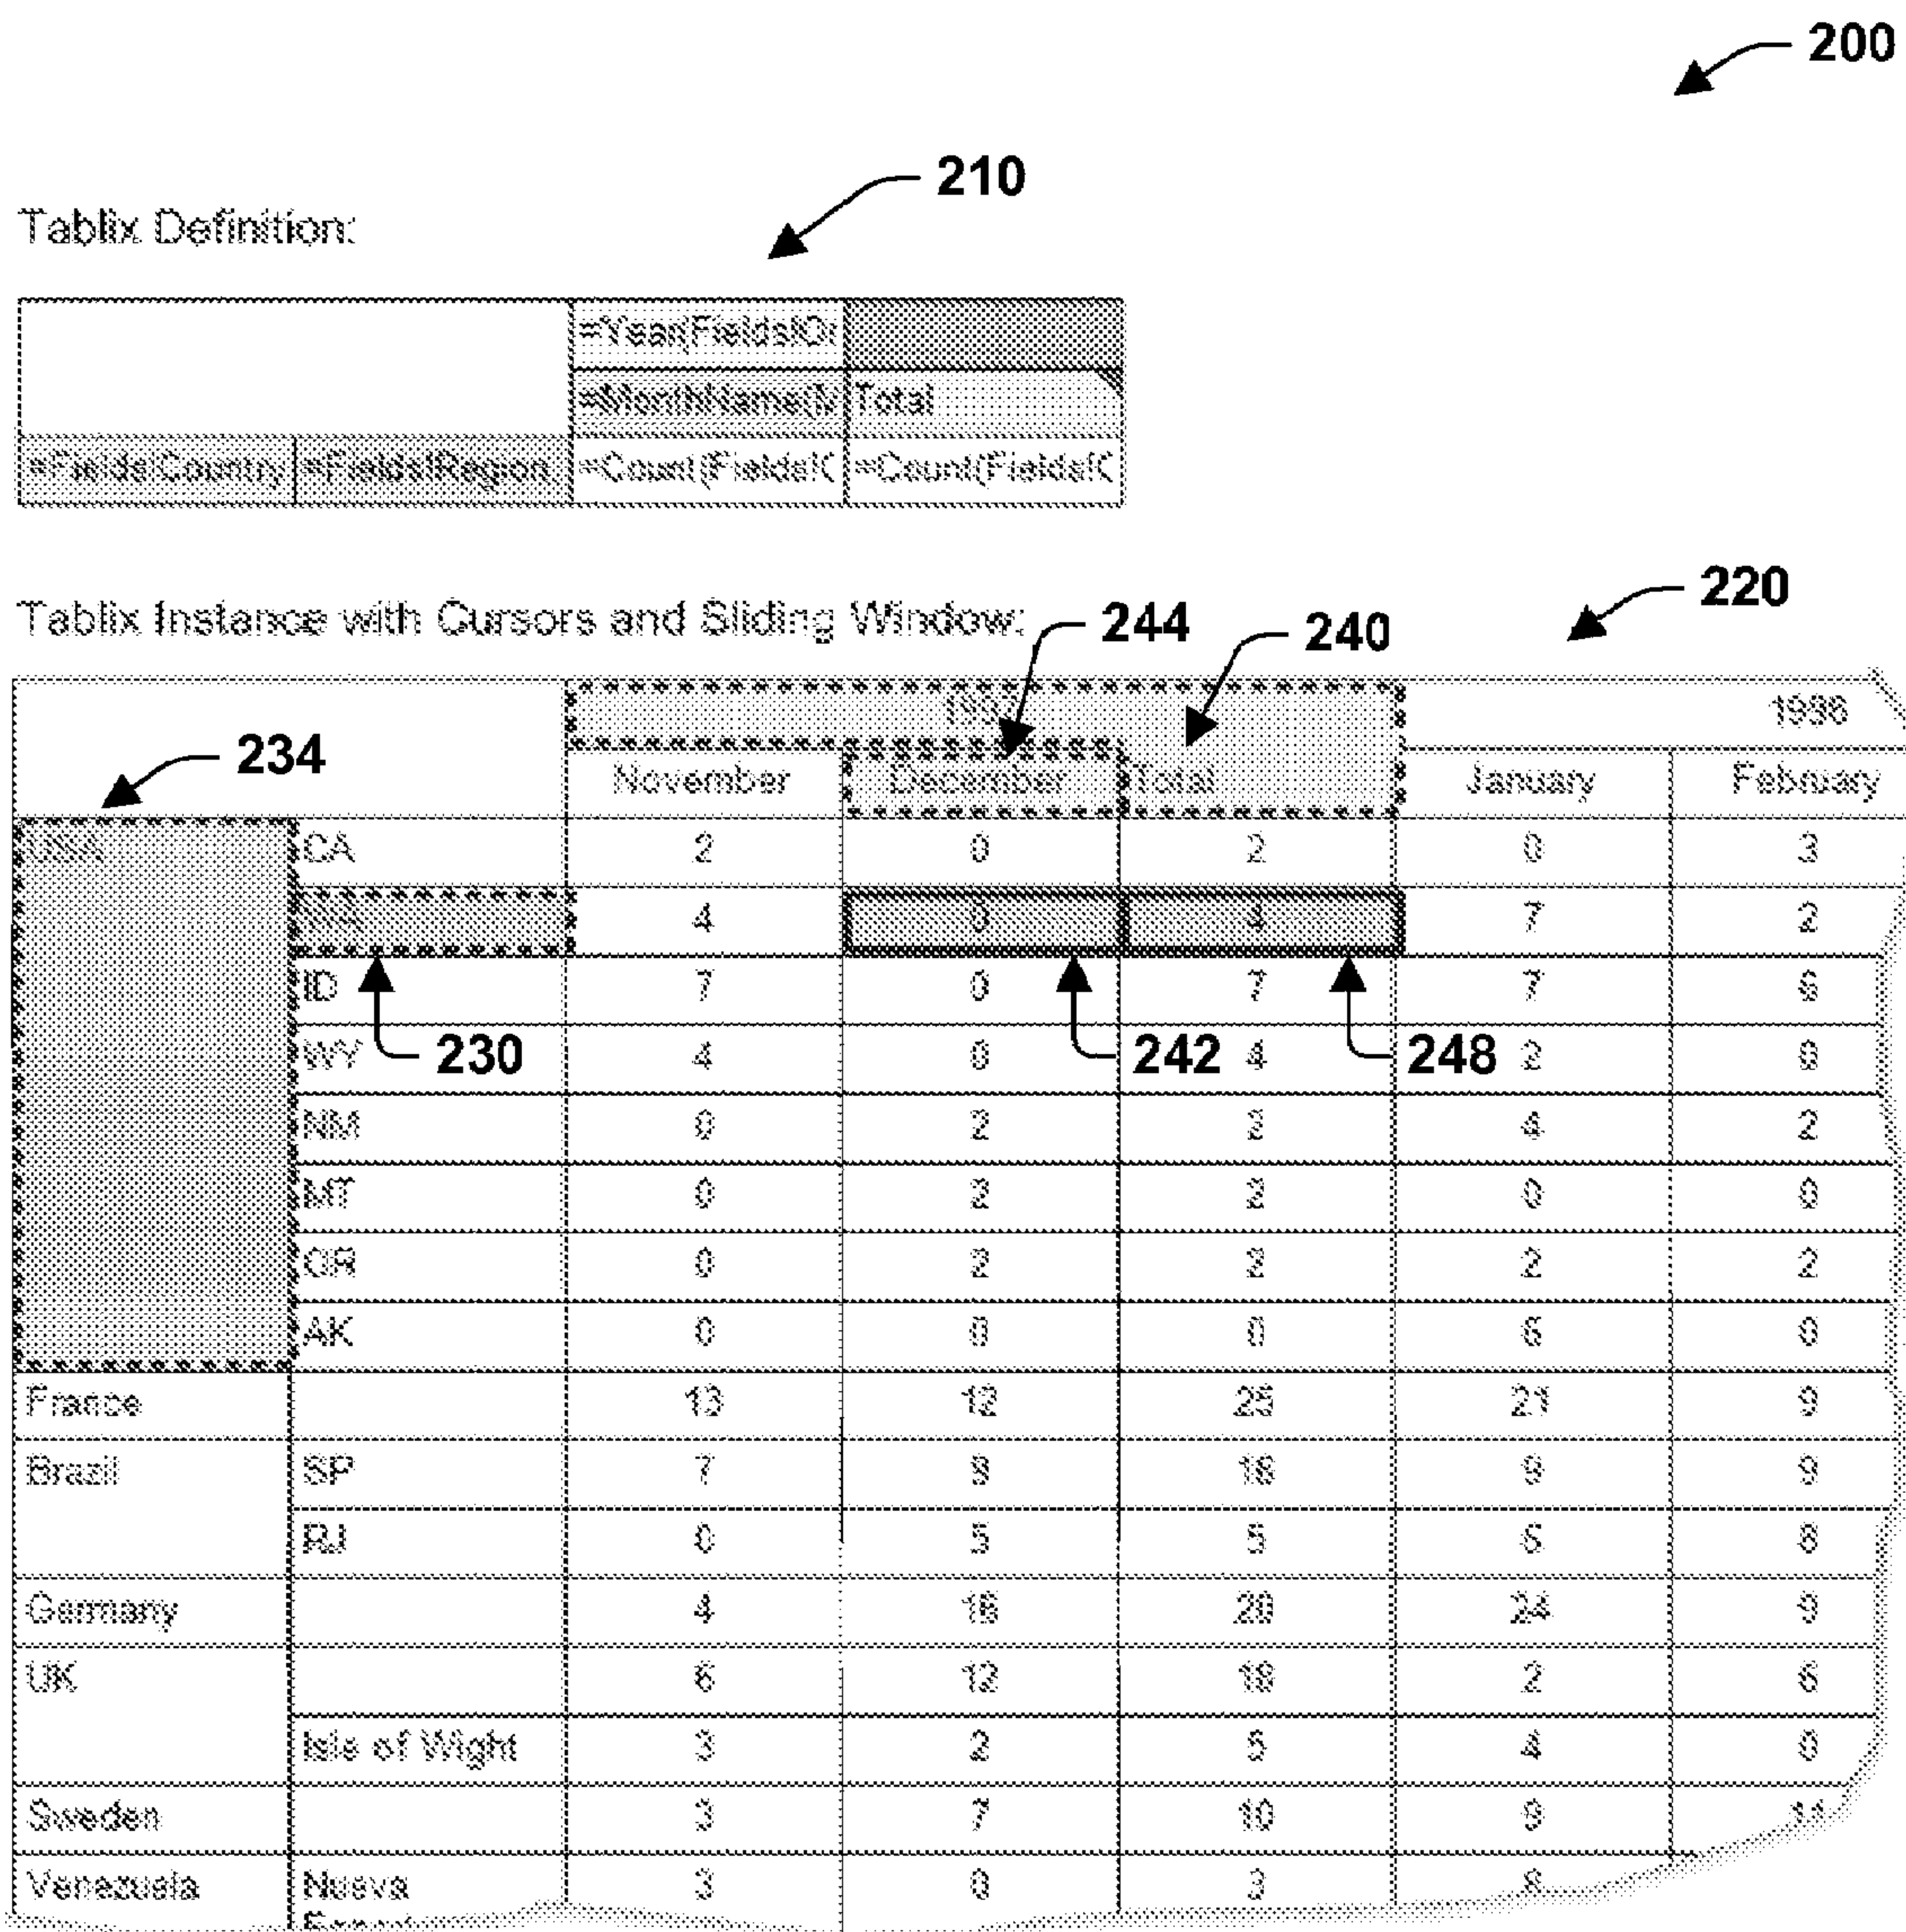 200
210
Tablix Definition:
=Year(Fields!Or
=MonthName(M Total
=Fields!Country =Fields!Region. =Count(Fields!C =Count(Fields!C
220
Tablix Instance with Cursors and Sliding Window:
244
240
1996
234
November December Total January February
USA CA 2 0 2 0 3
4 0 4 7 2
ID 7 0 7 7 6
230 242 248
WY 4 0 4 2 0
NM 0 2 2 4 2
MT 0 2 2 0 0
OR 0 2 2 2 2
AK 0 0 0 6 0
France 13 12 25 21 9
Brazil SP 7 9 16 9 9
RJ 0 5 5 6 8
Germany 4 16 20 24 9
UK 6 12 18 2 6
Isle of Wight 3 2 5 4 0
Sweden 3 7 10 9 11
Venezuela Nueva 3 0 3 8